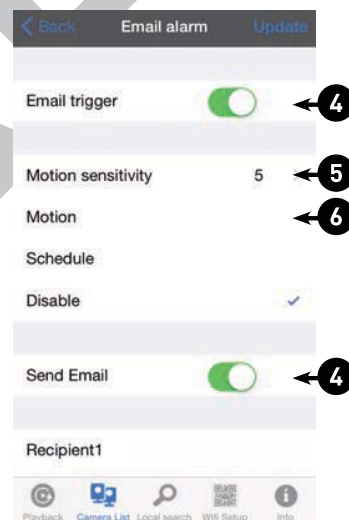 Back Email alarm Update
Email trigger 4
Motion sensitivity 5 5
Motion 6
Schedule
Disable
Send Email 4
Recipient1
Playback Camera List Local search Wifi Setup Info